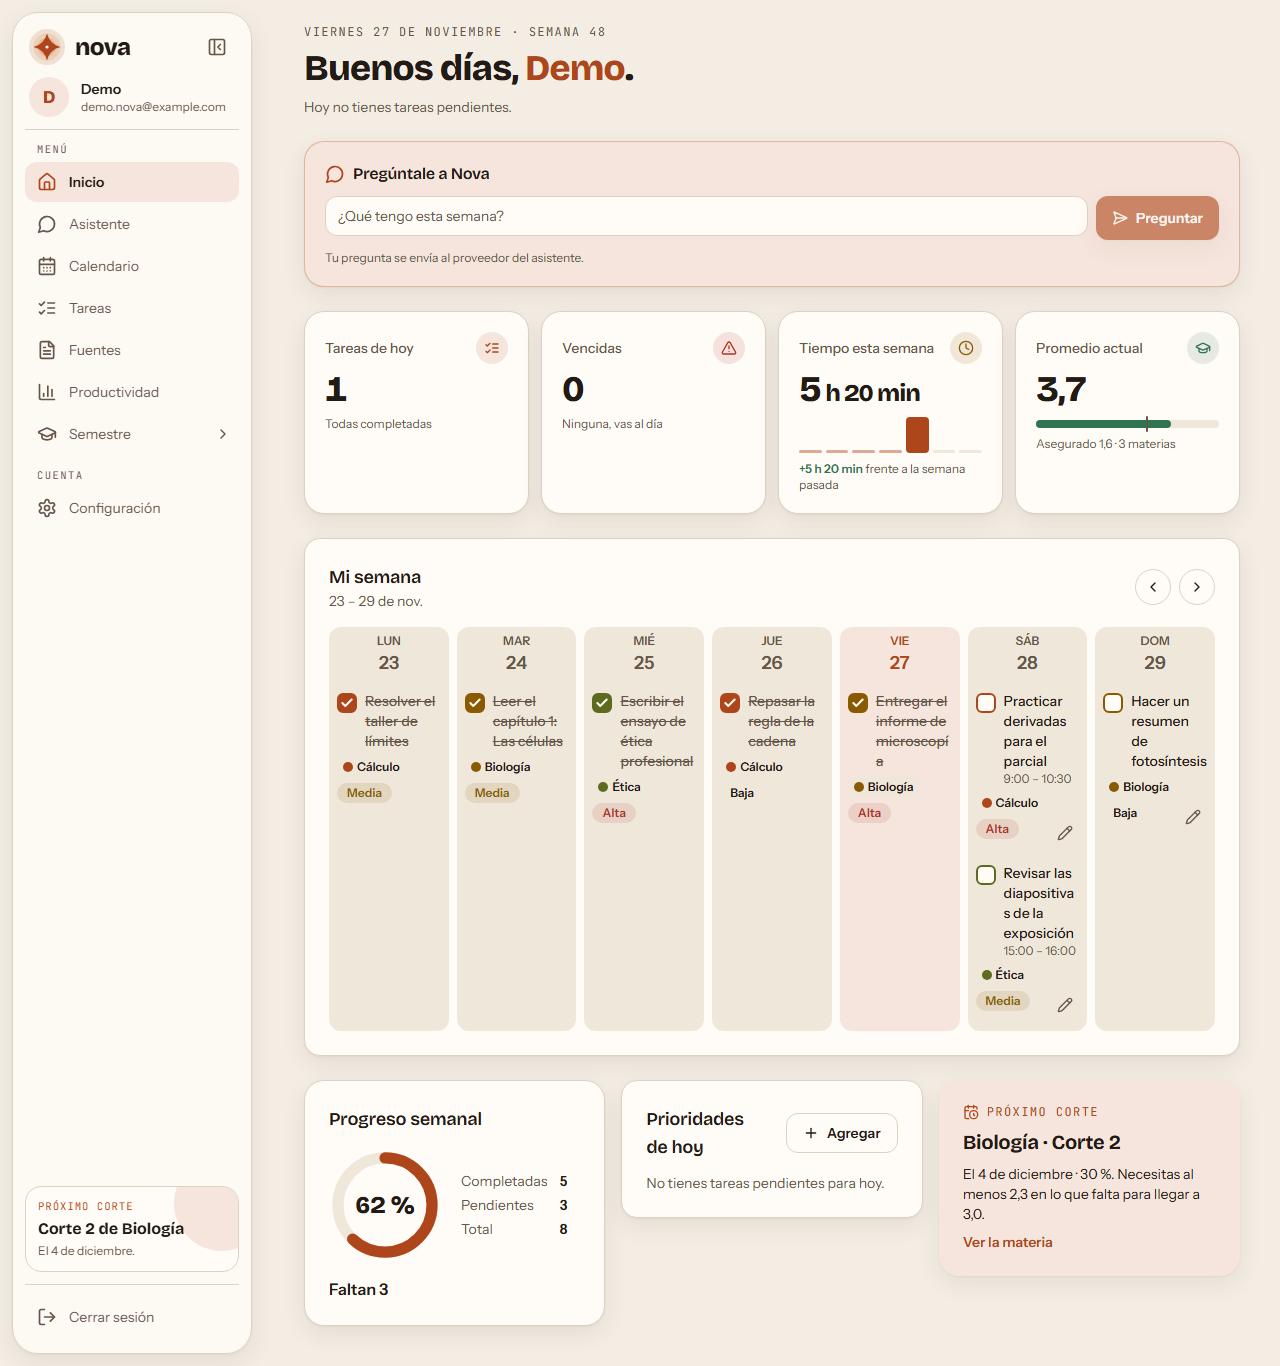 nova
D
Demo
demo.nova@example.com
MENÚ
Inicio
Asistente
Calendario
Tareas
Fuentes
Productividad
Semestre
CUENTA
Configuración
PRÓXIMO CORTE
Corte 2 de Biología
El 4 de diciembre.
Cerrar sesión
VIERNES 27 DE NOVIEMBRE · SEMANA 48
Buenos días, Demo.
Hoy no tienes tareas pendientes.
Pregúntale a Nova
¿Qué tengo esta semana?
Preguntar
Tu pregunta se envía al proveedor del asistente.
Tareas de hoy
1
Todas completadas
Vencidas
0
Ninguna, vas al día
Tiempo esta semana
5 h 20 min
+5 h 20 min frente a la semana
pasada
Promedio actual
3,7
Asegurado 1,6 · 3 materias
Mi semana
23 – 29 de nov.
LUN
23
Resolver el
taller de
límites
Cálculo
Media
MAR
24
Leer el
capítulo 1:
Las células
Biología
Media
MIÉ
25
Escribir el
ensayo de
ética
profesional
Ética
Alta
JUE
26
Repasar la
regla de la
cadena
Cálculo
Baja
VIE
27
Entregar el
informe de
microscopí
a
Biología
Alta
SÁB
28
Practicar
derivadas
para el
parcial
9:00 – 10:30
Cálculo
Alta
Revisar las
diapositiva
s de la
exposición
15:00 – 16:00
Ética
Media
DOM
29
Hacer un
resumen
de
fotosíntesis
Biología
Baja
Progreso semanal
62 %
Completadas 5
Pendientes 3
Total 8
Faltan 3
Prioridades
de hoy
Agregar
No tienes tareas pendientes para hoy.
PRÓXIMO CORTE
Biología · Corte 2
El 4 de diciembre · 30 %. Necesitas al
menos 2,3 en lo que falta para llegar a
3,0.
Ver la materia